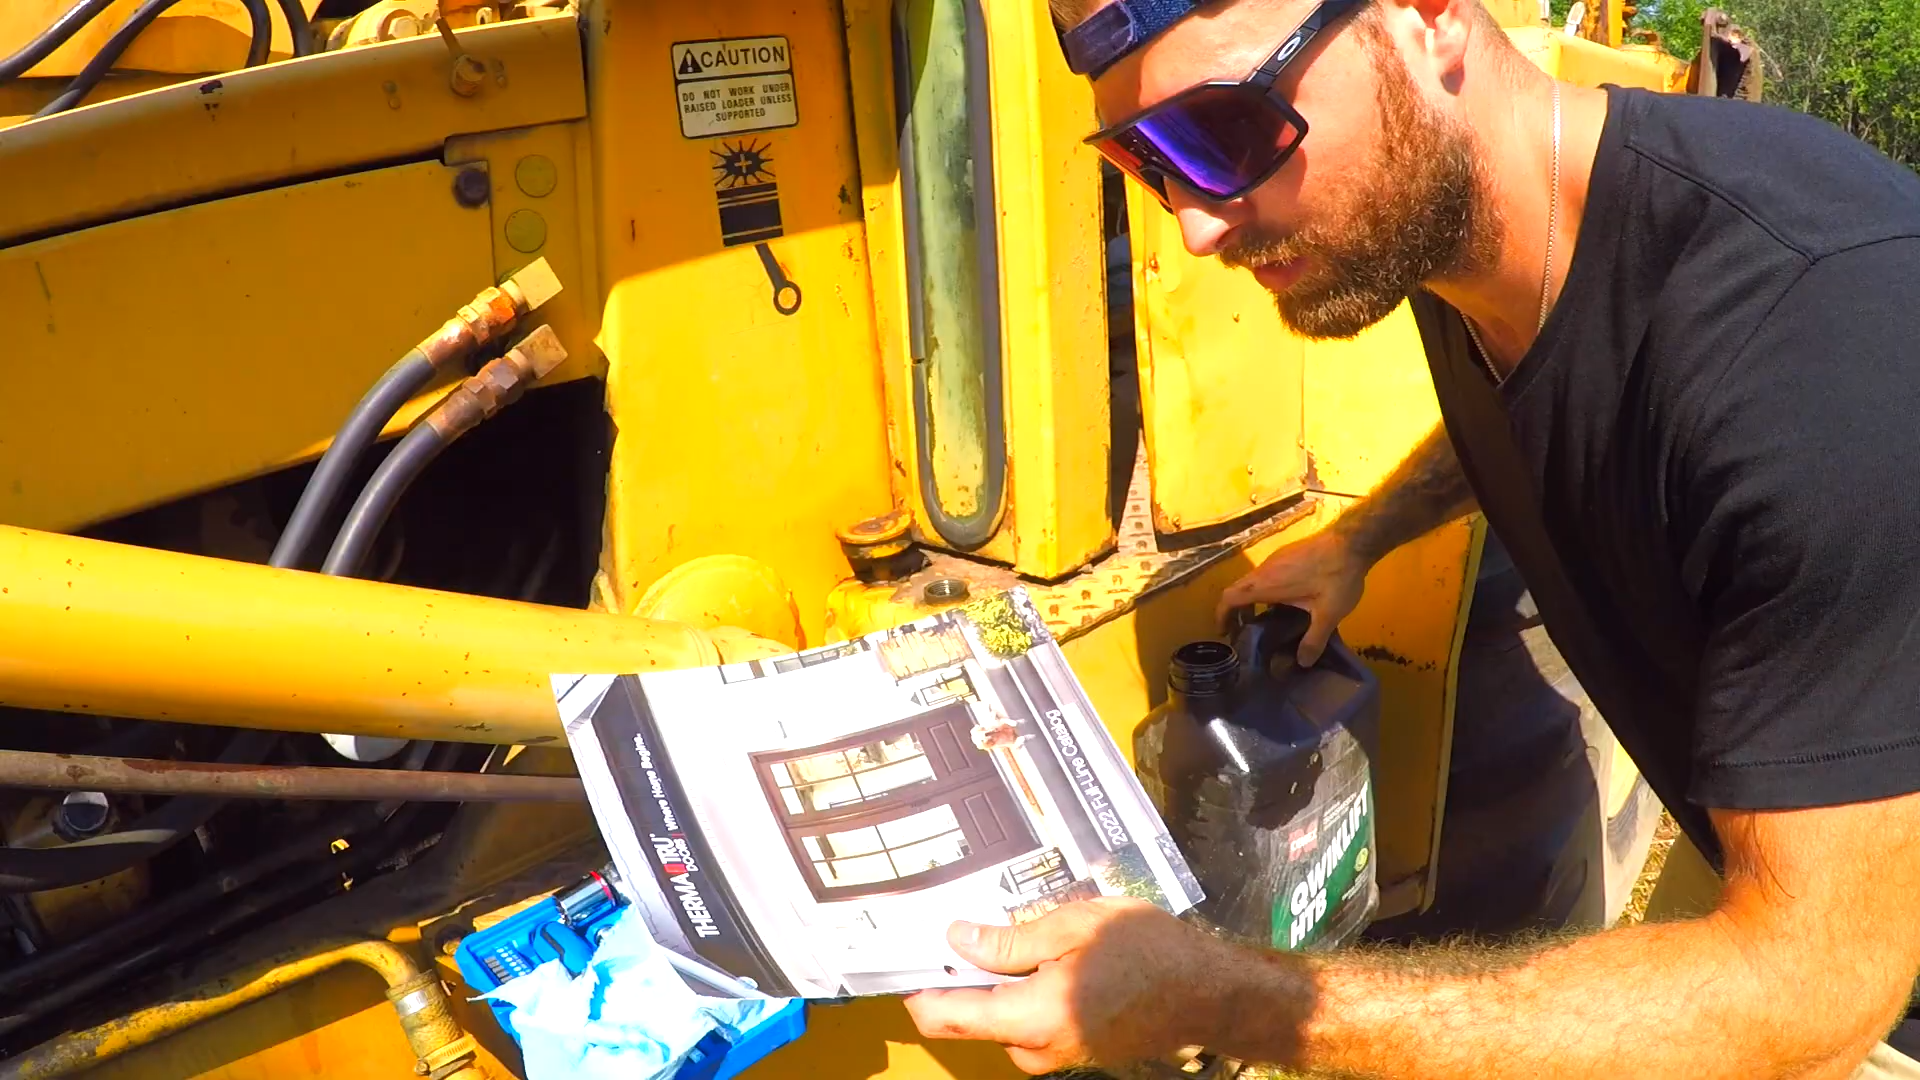 CAUTION
DO NOT WORK UNDER
RAISED LOADER UNLESS
SUPPORTED
THERMA TRU
DOORS
Where Home Begins.
2022 Full-Line Catalog
QWIKLIFT
HTB